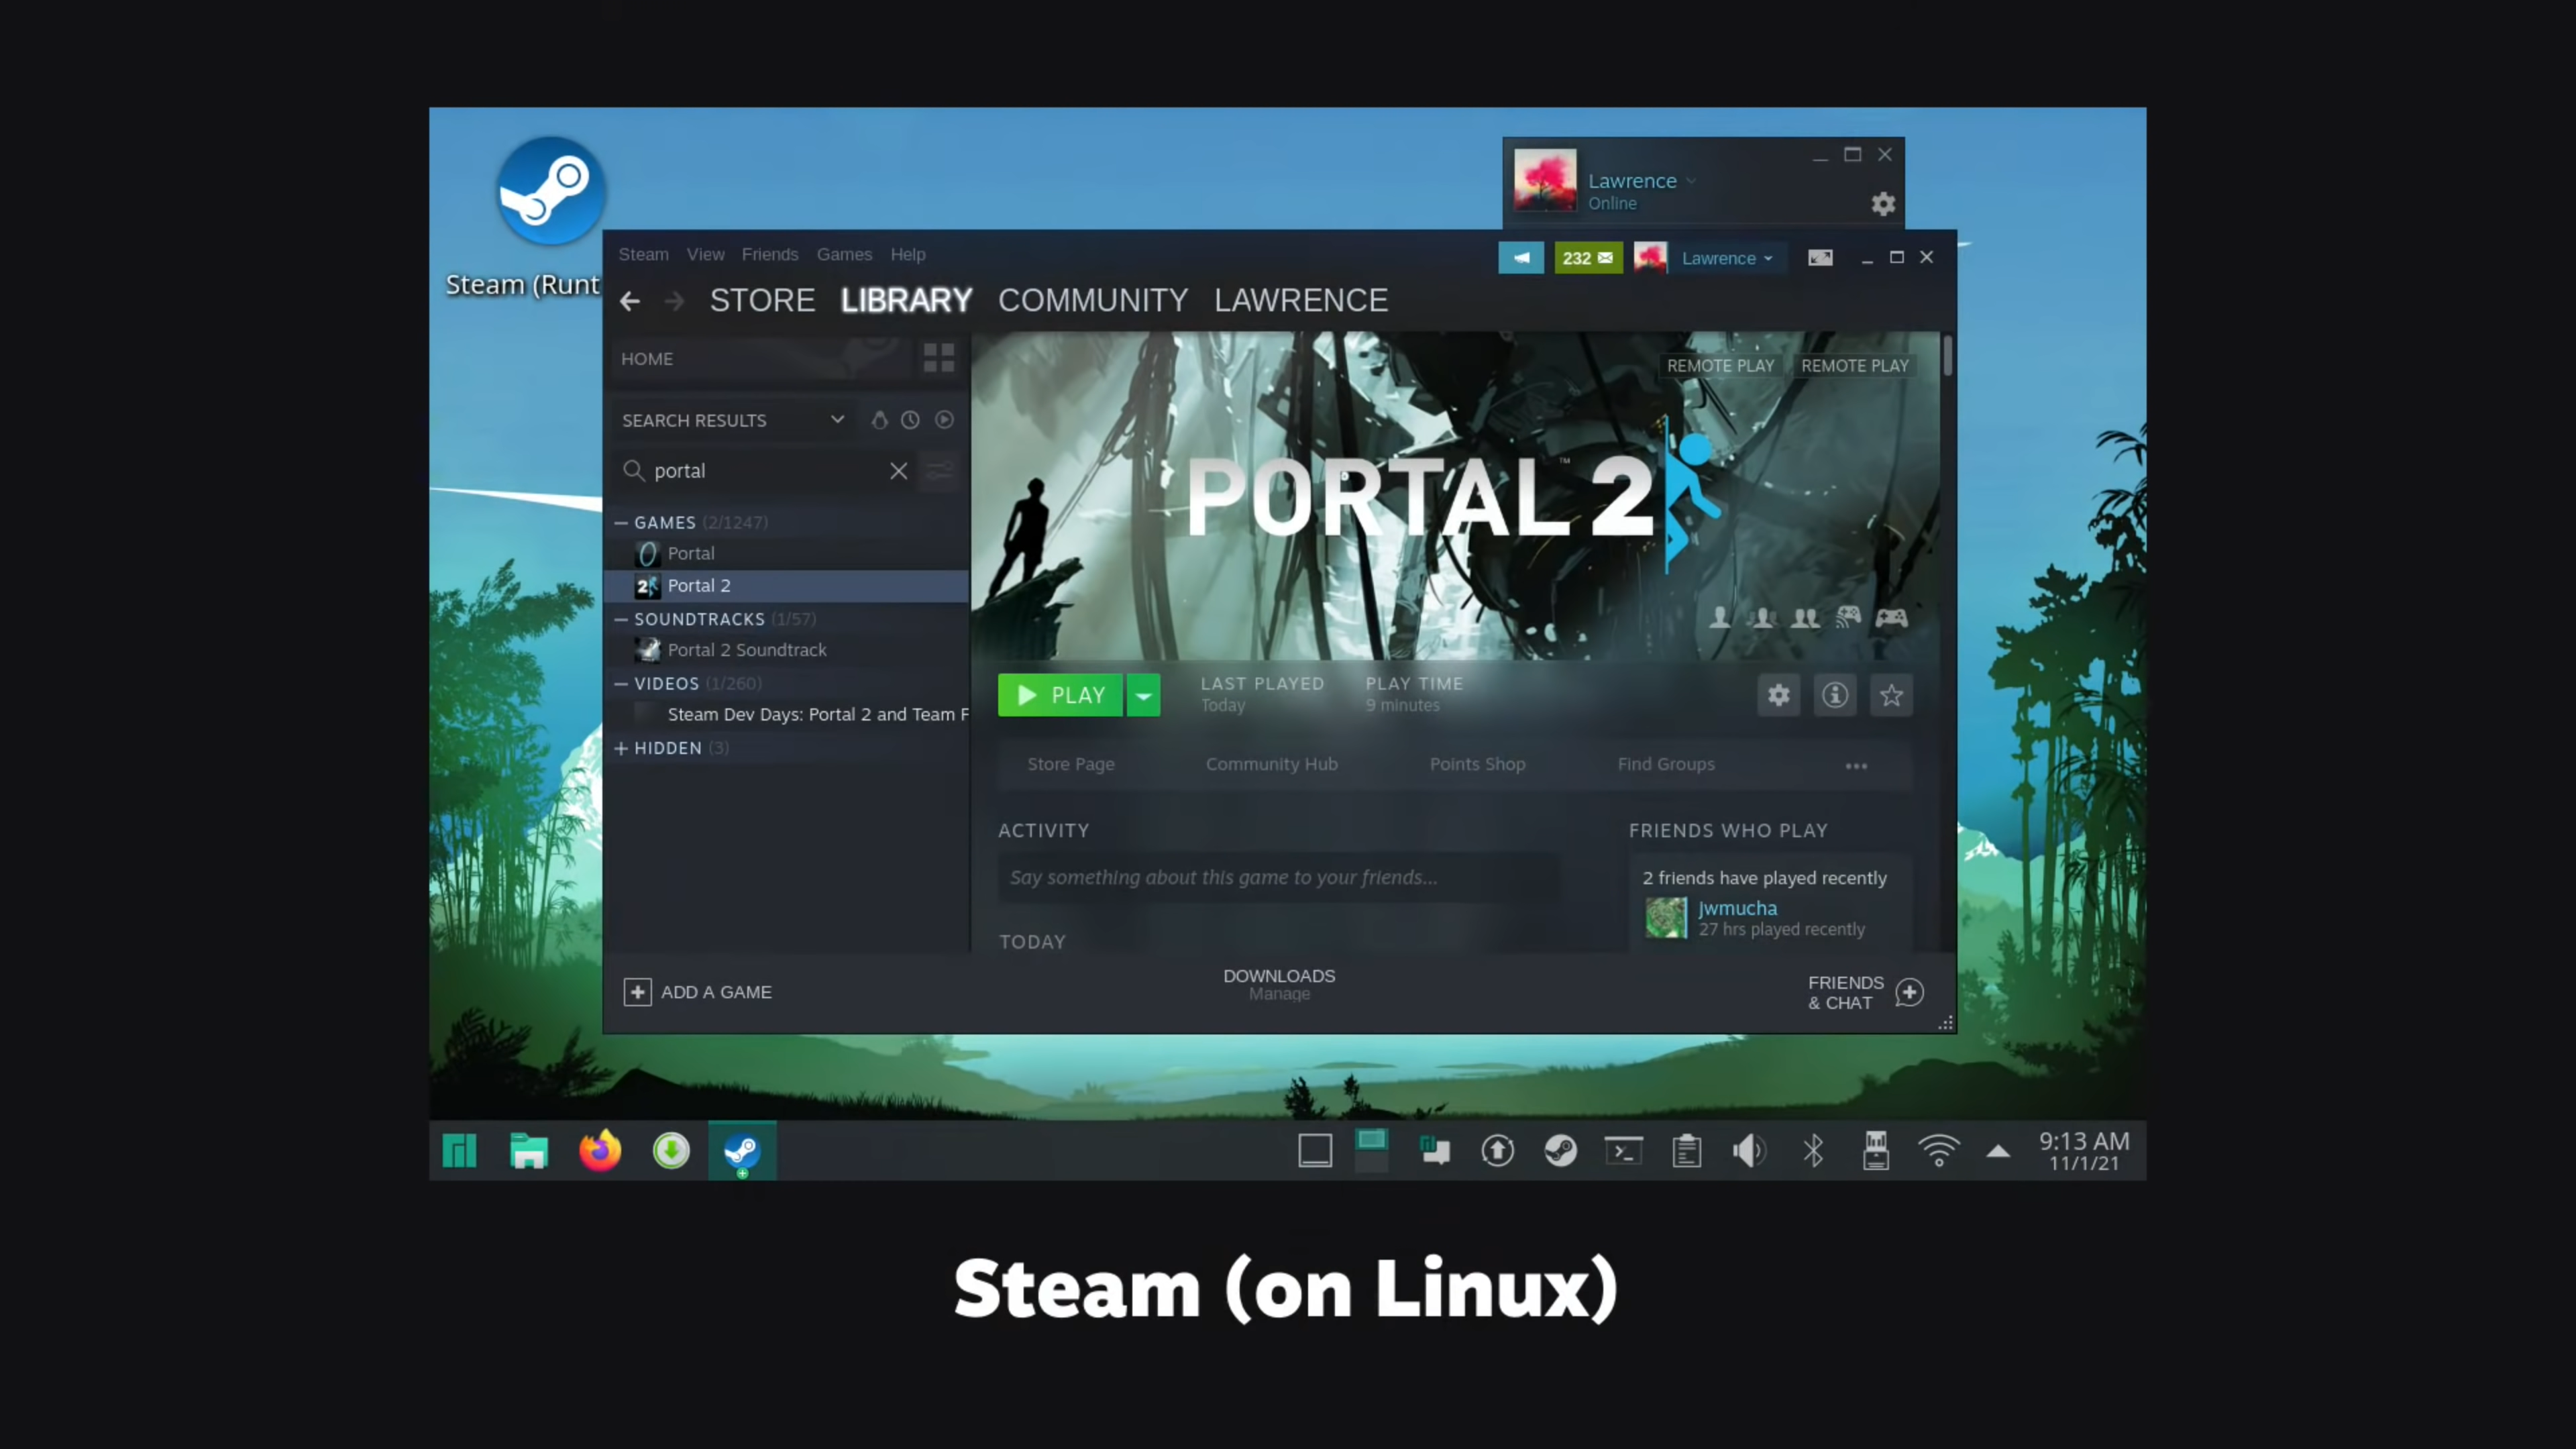 Lawrence
Online
Steam (Runt
Steam View Friends Games Help
232
Lawrence
STORE LIBRARY COMMUNITY LAWRENCE
HOME
REMOTE PLAY REMOTE PLAY
SEARCH RESULTS
portal
PORTAL 2
™
GAMES (2/1247)
Portal
2 Portal 2
SOUNDTRACKS (1/57)
Portal 2 Soundtrack
VIDEOS (1/260)
Steam Dev Days: Portal 2 and Team F
HIDDEN (3)
PLAY
LAST PLAYED
Today
PLAY TIME
9 minutes
Store Page Community Hub Points Shop Find Groups
ACTIVITY
Say something about this game to your friends...
TODAY
FRIENDS WHO PLAY
2 friends have played recently
Jwmucha
27 hrs played recently
ADD A GAME
DOWNLOADS
Manage
FRIENDS
& CHAT
9:13 AM
11/1/21
Steam (on Linux)